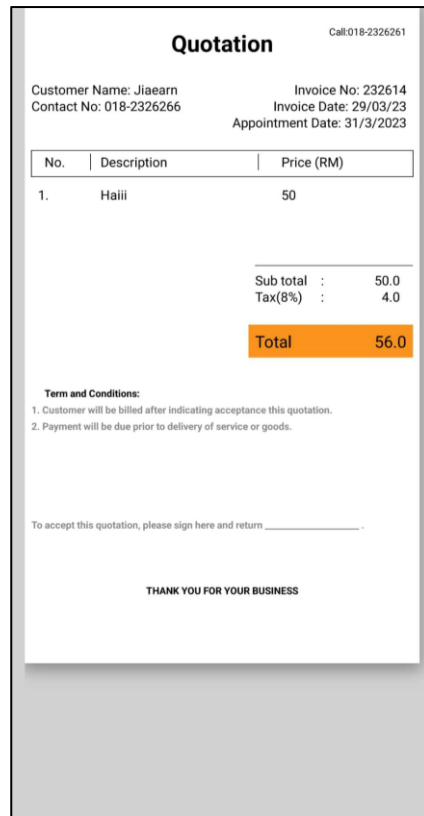 Call:018-2326261
Quotation
Customer Name: Jiaearn
Contact No: 018-2326266
Invoice No: 232614
Invoice Date: 29/03/23
Appointment Date: 31/3/2023
No. Description Price (RM)
1. Haiii 50
Sub total : 50.0
Tax(8%) : 4.0
Total 56.0
Term and Conditions:
1. Customer will be billed after indicating acceptance this quotation.
2. Payment will be due prior to delivery of service or goods.
To accept this quotation, please sign here and return ____________________ .
THANK YOU FOR YOUR BUSINESS